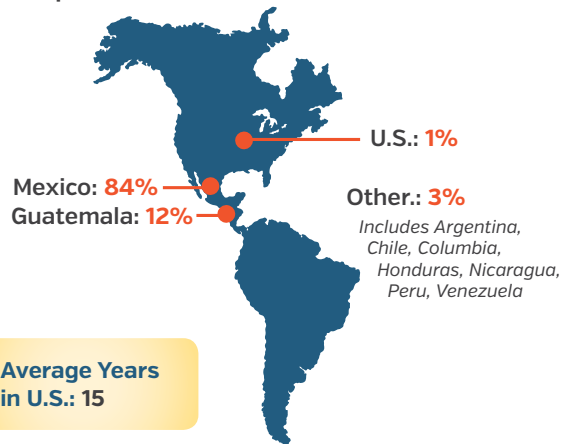 U.S.: 1%
Mexico: 84%
Guatemala: 12%
Other.: 3%
Includes Argentina,
Chile, Columbia,
Honduras, Nicaragua,
Peru, Venezuela
Average Years
in U.S.: 15